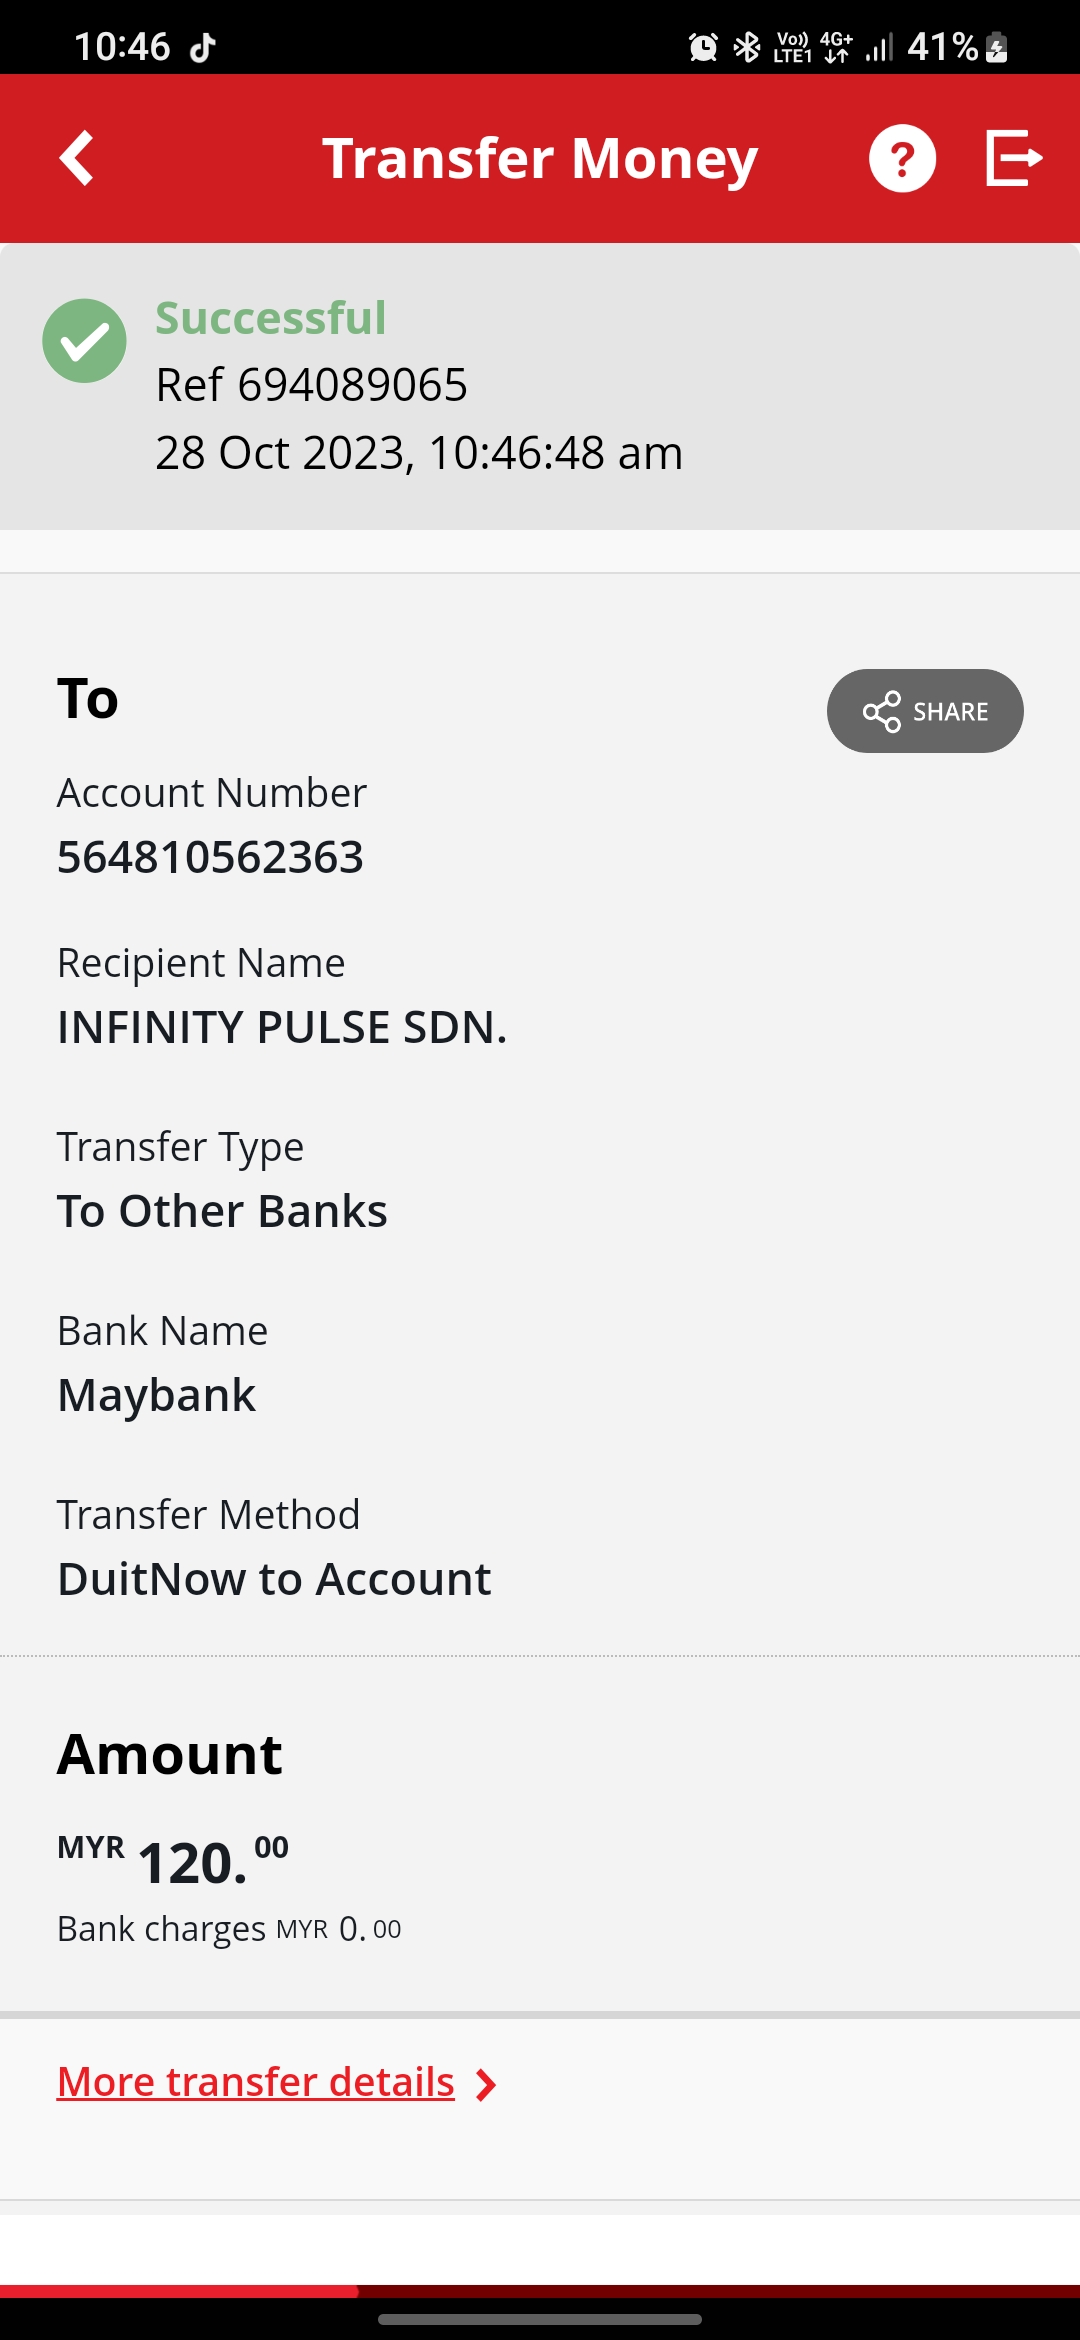 10:46
Vo)) LTE1 4G+ 41%
Transfer Money
?
Successful
Ref 694089065
28 Oct 2023, 10:46:48 am
To
SHARE
Account Number
564810562363
Recipient Name
INFINITY PULSE SDN.
Transfer Type
To Other Banks
Bank Name
Maybank
Transfer Method
DuitNow to Account
Amount
MYR 120.00
Bank charges MYR 0.00
More transfer details